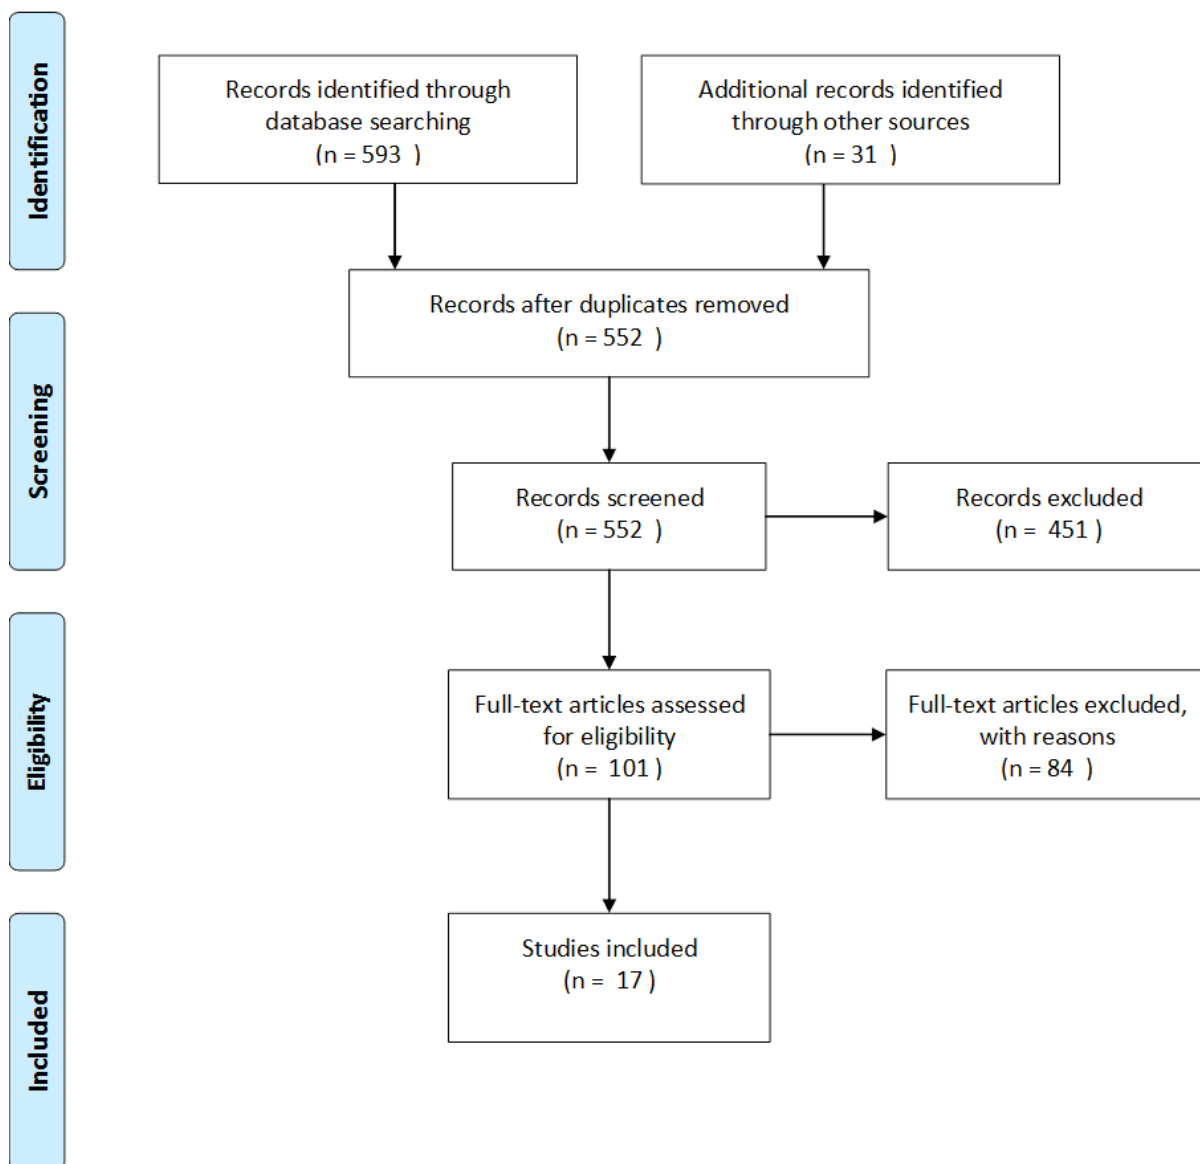 Identification
Records identified through
database searching
(n = 593  )
Additional records identified
through other sources
(n = 31  )
Records after duplicates removed
(n = 552  )
Screening
Records screened
(n = 552  )
Records excluded
(n =  451)
Eligibility
Full-text articles assessed
for eligibility
(n =  101 )
Full-text articles excluded,
with reasons
(n = 84  )
Included
Studies included
(n =  17 )